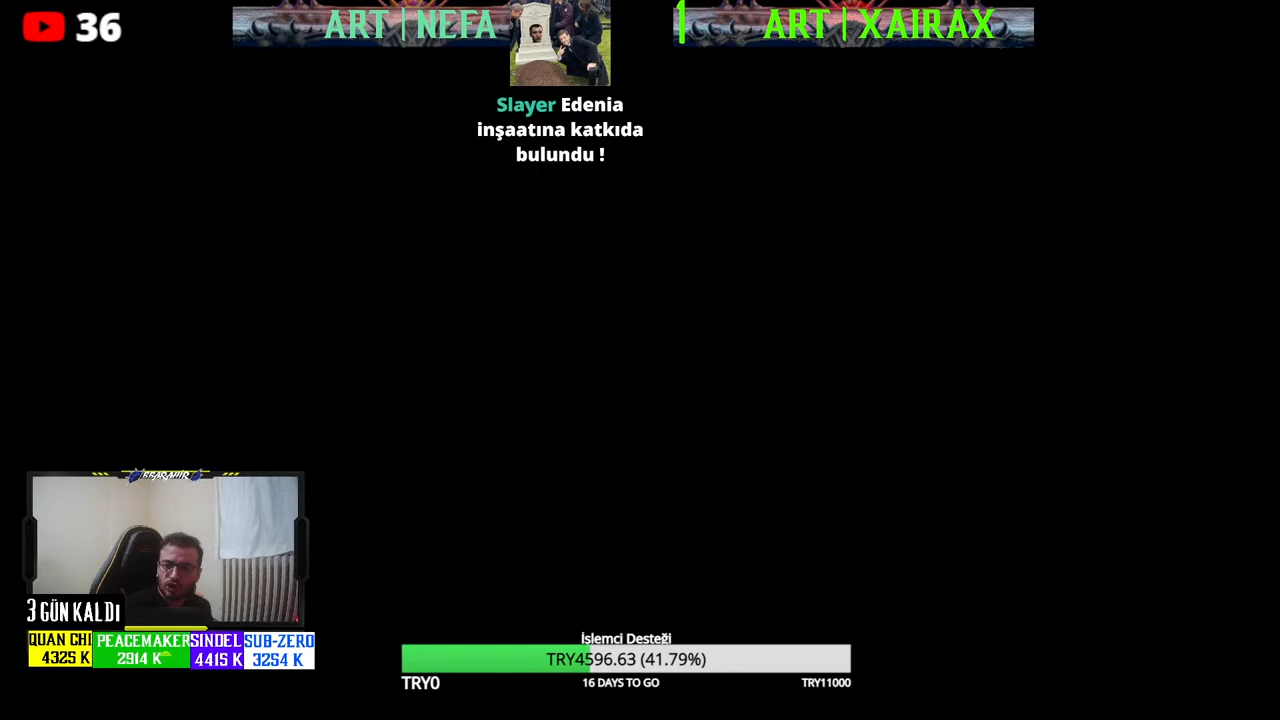 36
ART | NEFA
1
ART | XAIRAX
Slayer Edenia
inşaatına katkıda
bulundu !
3 GÜN KALDI
QUAN CHI
4325 K
PEACEMAKER
2914 K
SINDEL
4415 K
SUB-ZERO
3254 K
İşlemci Desteği
TRY4596.63 (41.79%)
TRY0
16 DAYS TO GO
TRY11000